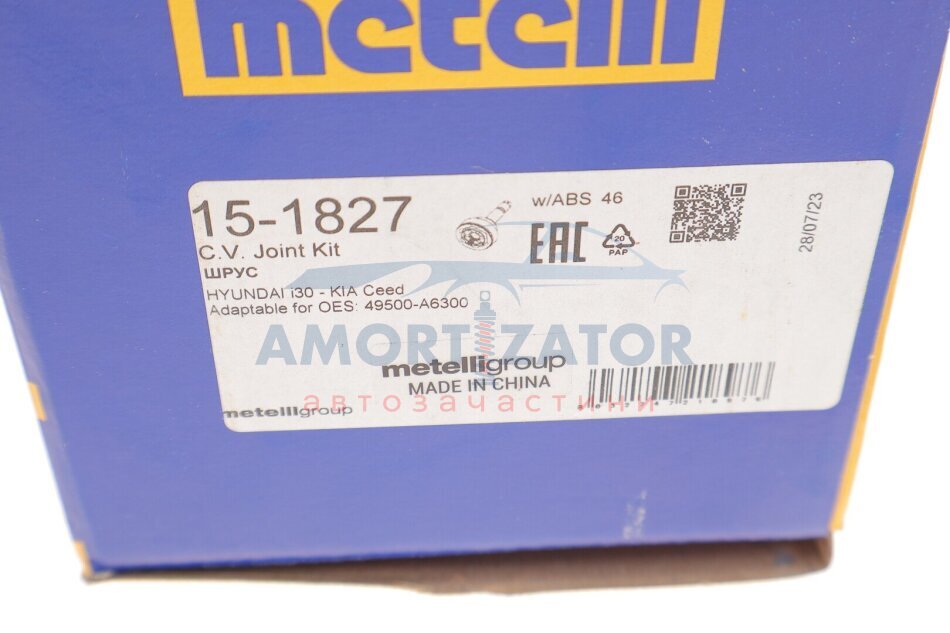 metelli
15-1827
C.V. Joint Kit
ШРУС
w/ABS 46
EAC
20
PAP
28/07/23
HYUNDAI i30 - KIA Ceed
Adaptable for OES: 49500-A6300
AMORTIZATOR
автозачастини
metelligroup
MADE IN CHINA
metelligroup